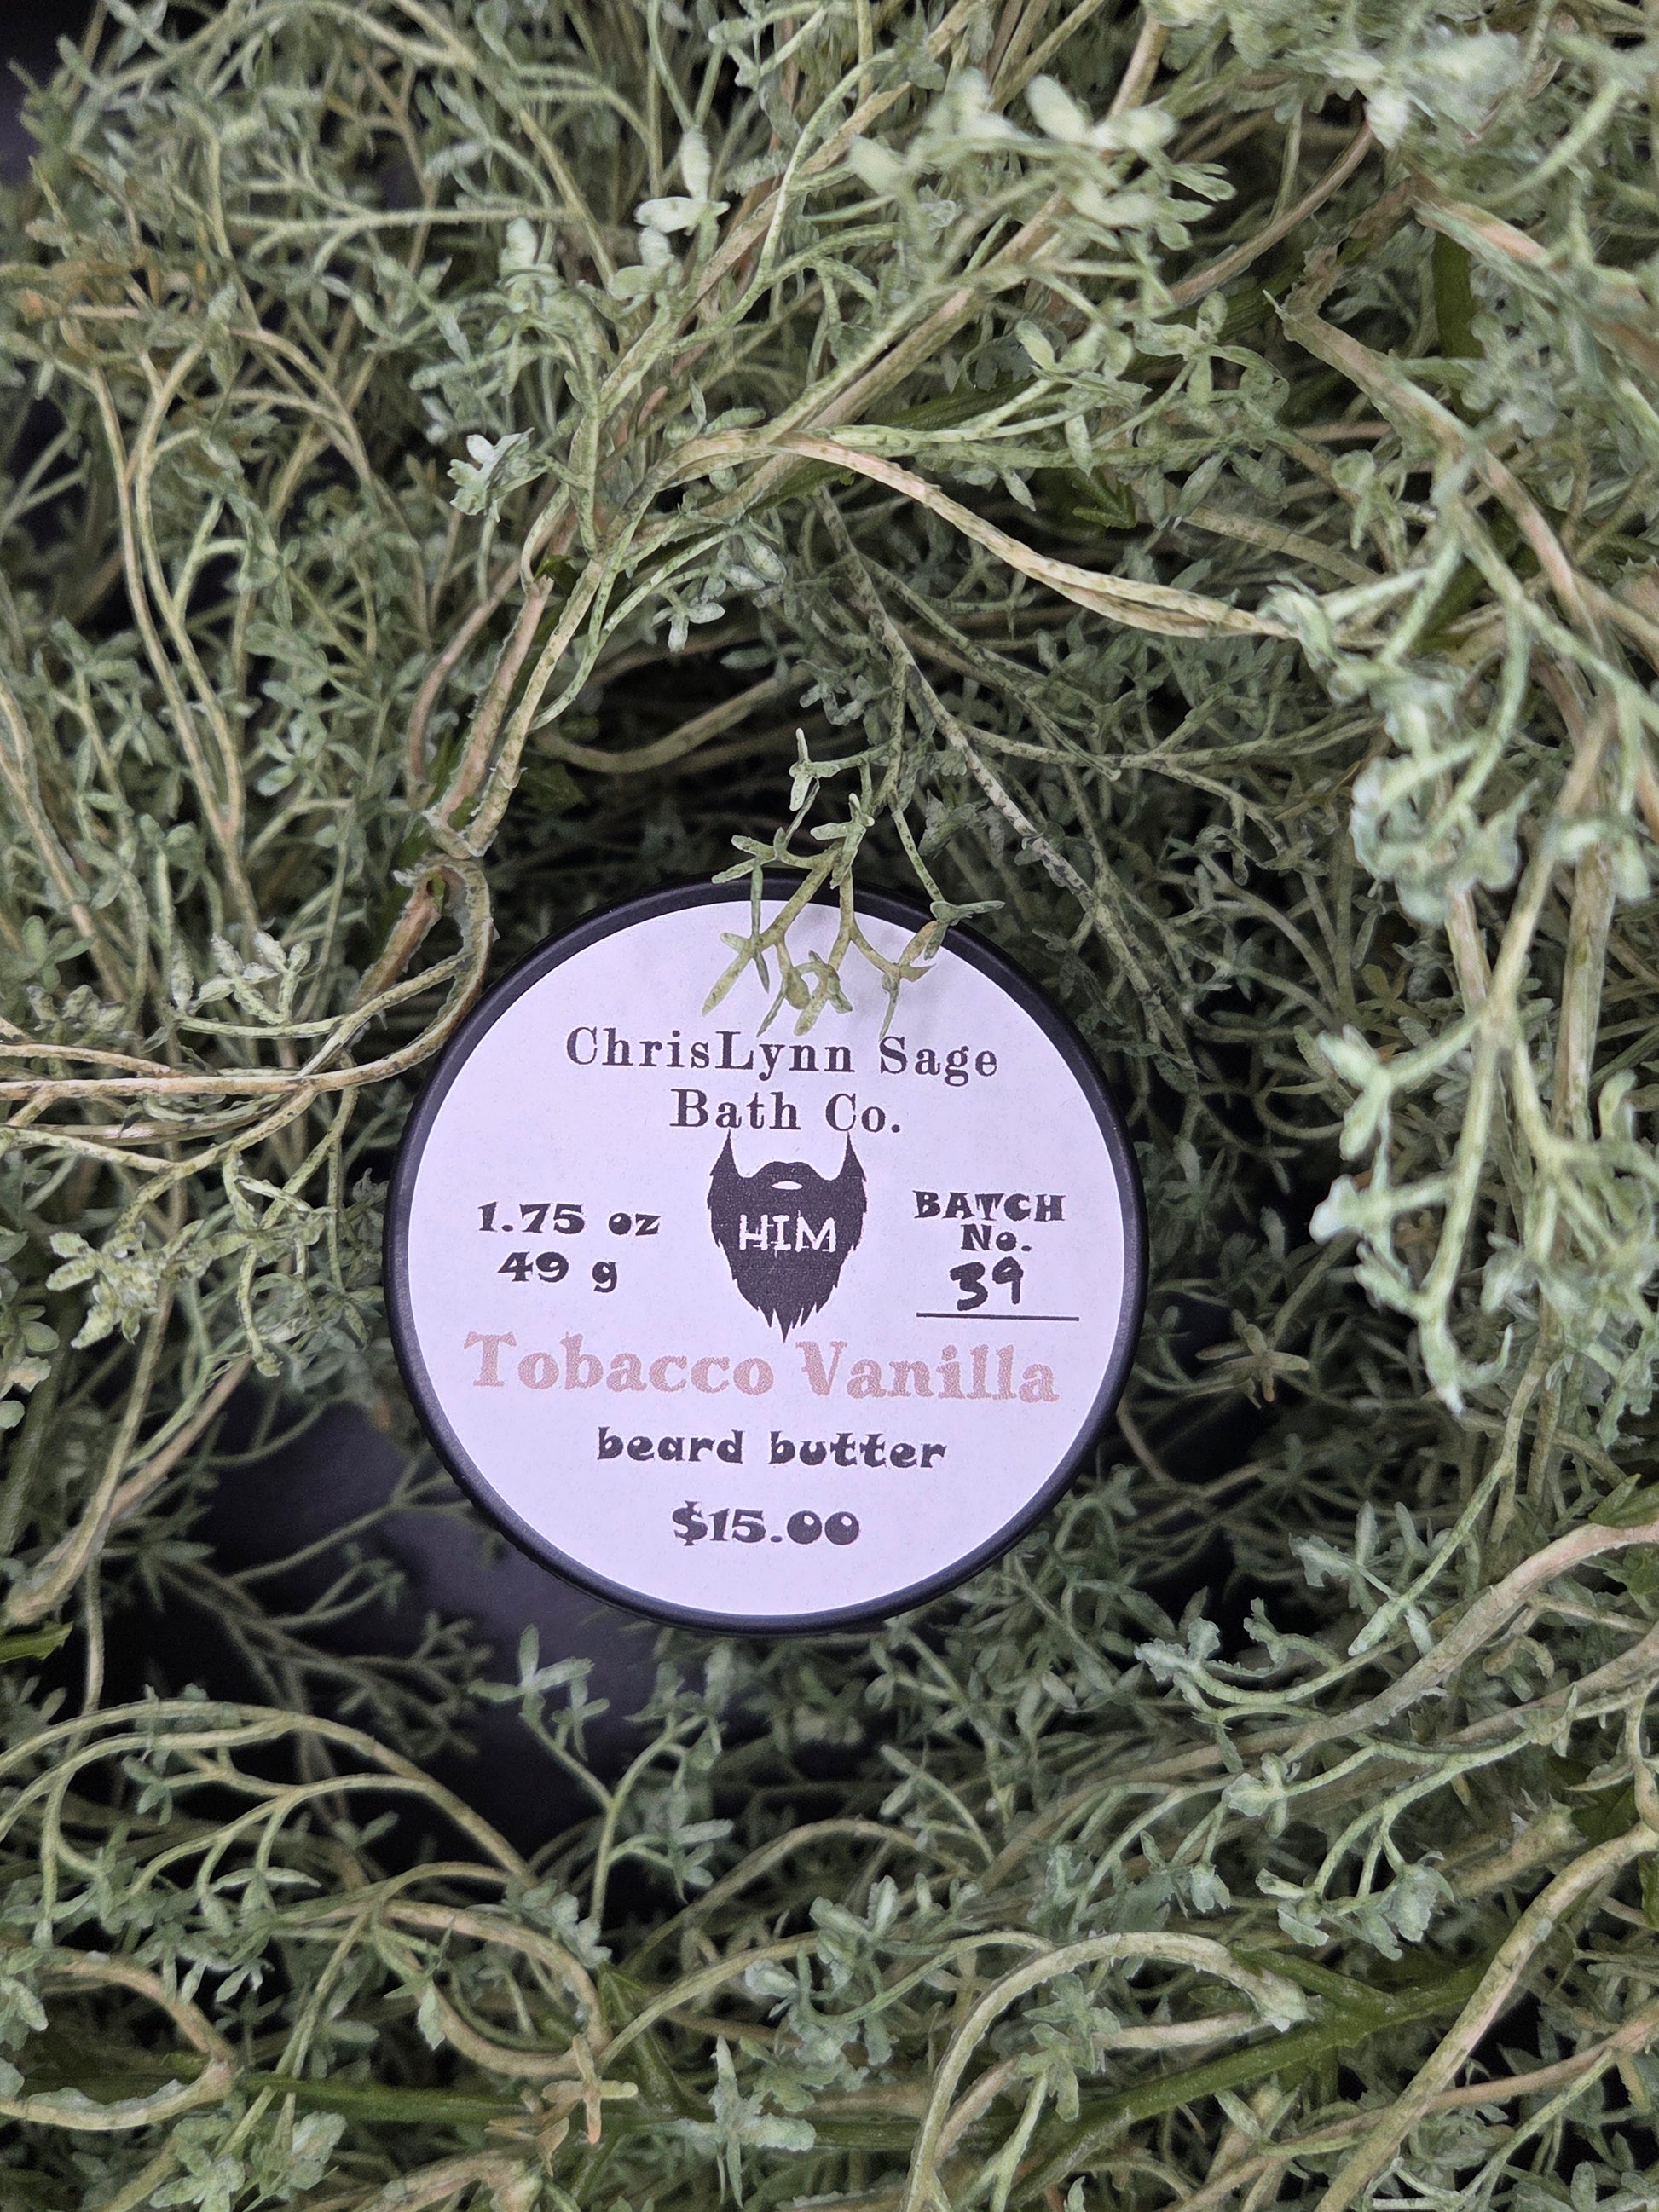 ChrisLynn Sage
Bath Co.
1.75 oz
49 g
HIM
BATCH
No.
39
Tobacco Vanilla
beard butter
$15.00